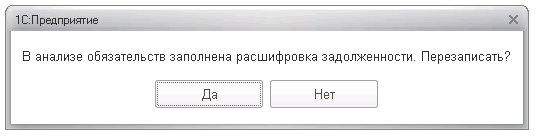 1С:Предприятие
В анализе обязательств заполнена расшифровка задолженности. Перезаписать?
Да
Нет